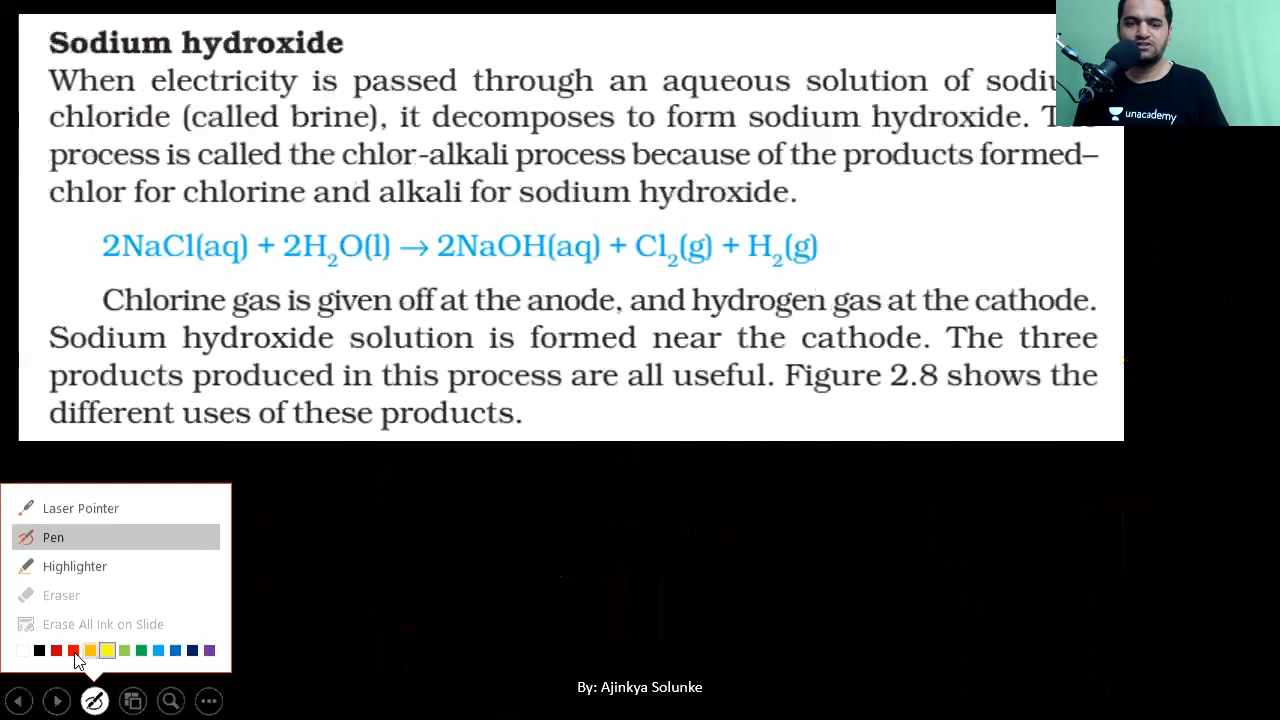 Sodium hydroxide
When electricity is passed through an aqueous solution of
chloride (called brine), it decomposes to form sodium hydroxide.
process is called the chlor-alkali process because of the products formed–
chlor for chlorine and alkali for sodium hydroxide.
2NaCl(aq) + 2H₂O(l) → 2NaOH(aq) + Cl₂(g) + H₂(g)
Chlorine gas is given off at the anode, and hydrogen gas at the cathode.
Sodium hydroxide solution is formed near the cathode. The three
products produced in this process are all useful. Figure 2.8 shows the
different uses of these products.
unacademy
Laser Pointer
Pen
Highlighter
Eraser
Erase All Ink on Slide
By: Ajinkya Solunke